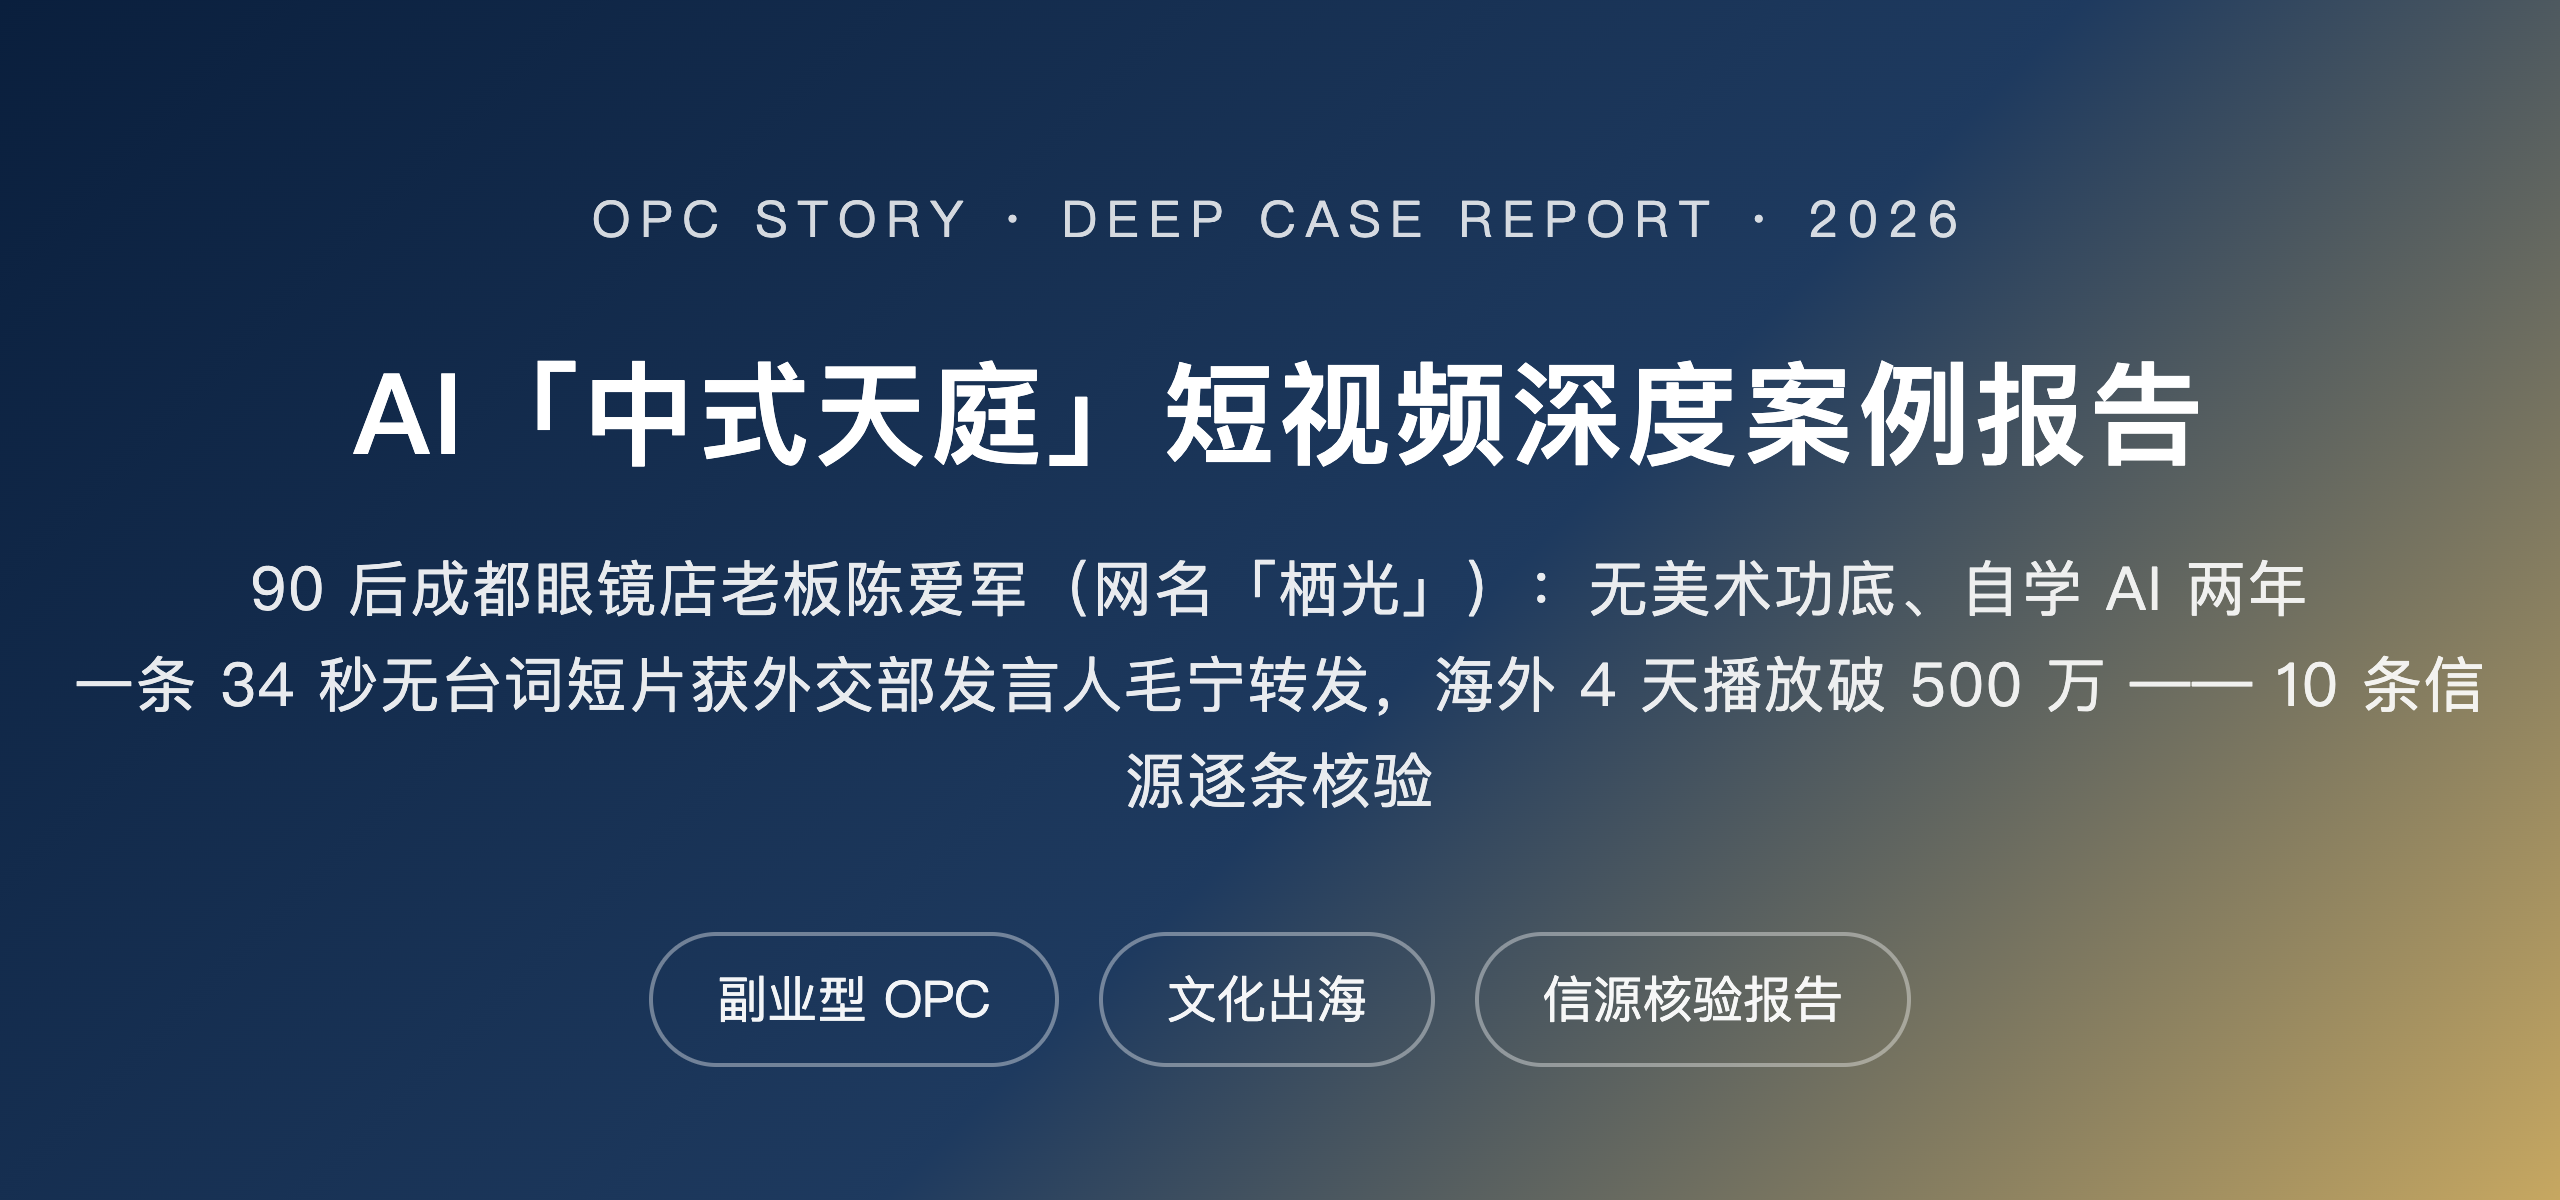 OPC STORY · DEEP CASE REPORT · 2026
AI「中式天庭」短视频深度案例报告
90 后成都眼镜店老板陈爱军（网名「栖光」）：无美术功底、自学 AI 两年
一条 34 秒无台词短片获外交部发言人毛宁转发，海外 4 天播放破 500 万 —— 10 条信
源逐条核验
副业型 OPC
文化出海
信源核验报告